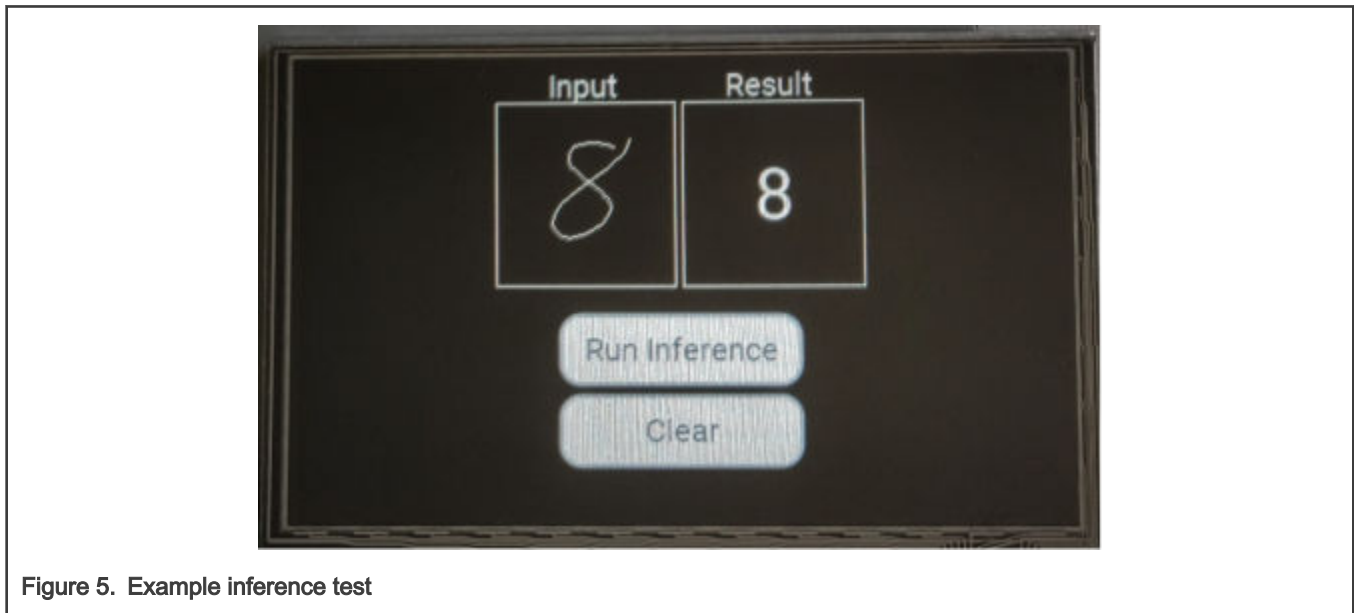 Input Result
8 8
Run Inference
Clear
Figure 5. Example inference test